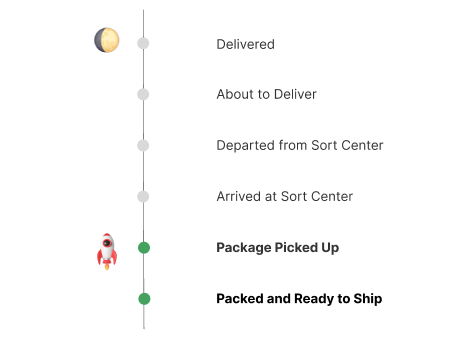 Delivered
About to Deliver
Departed from Sort Center
Arrived at Sort Center
Package Picked Up
Packed and Ready to Ship